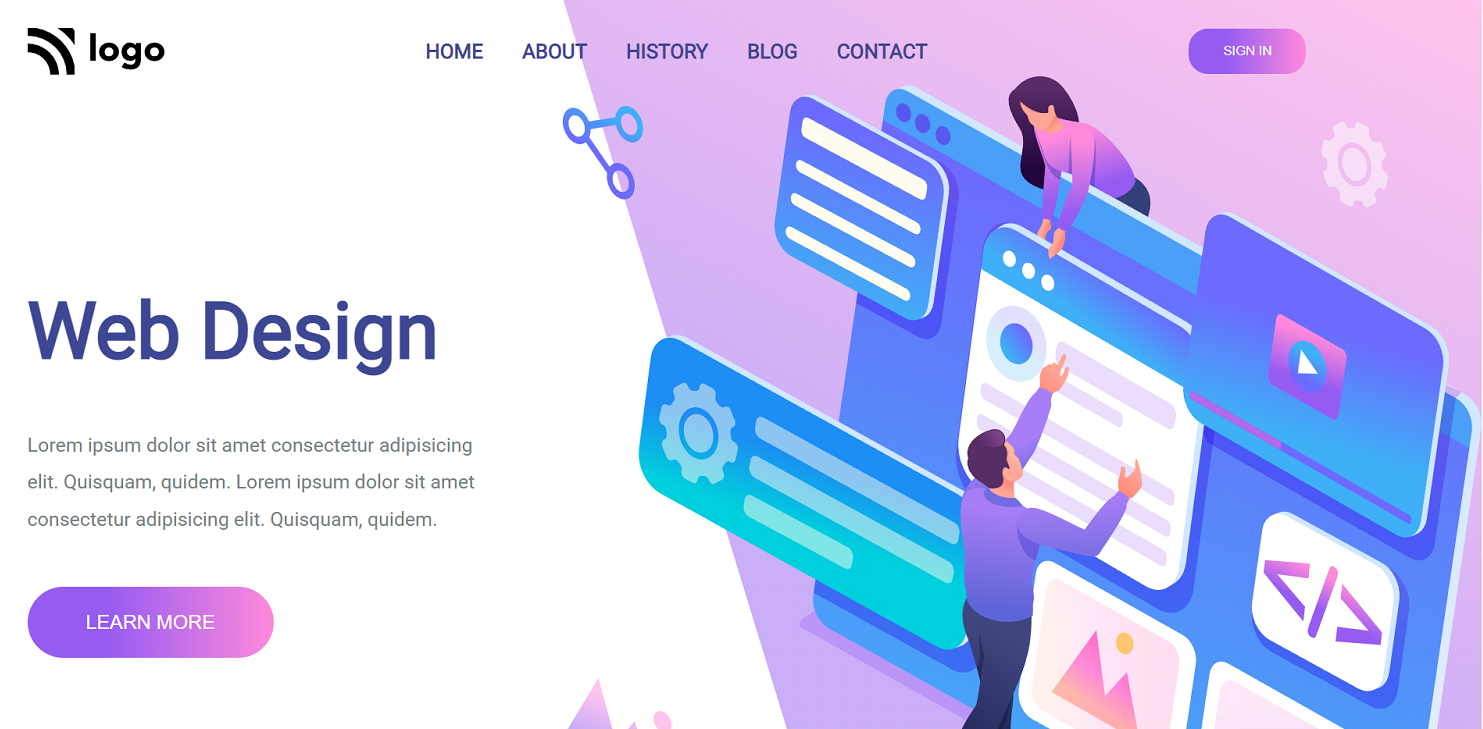 logo
HOME ABOUT HISTORY BLOG CONTACT
SIGN IN
Web Design
Lorem ipsum dolor sit amet consectetur adipisicing
elit. Quisquam, quidem. Lorem ipsum dolor sit amet
consectetur adipisicing elit. Quisquam, quidem.
LEARN MORE
</>